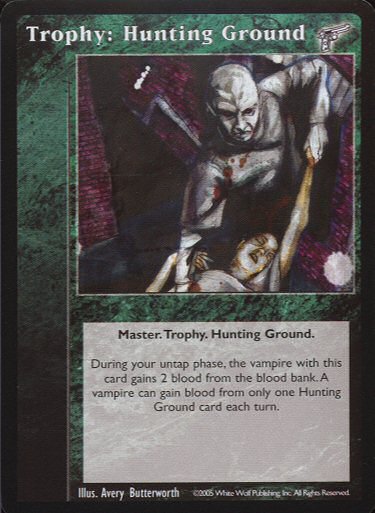 Trophy: Hunting Ground
Master. Trophy. Hunting Ground.
During your untap phase, the vampire with this
card gains 2 blood from the blood bank. A
vampire can gain blood from only one Hunting
Ground card each turn.
Illus. Avery Butterworth ©2005 White Wolf Publishing, Inc. All Rights Reserved.